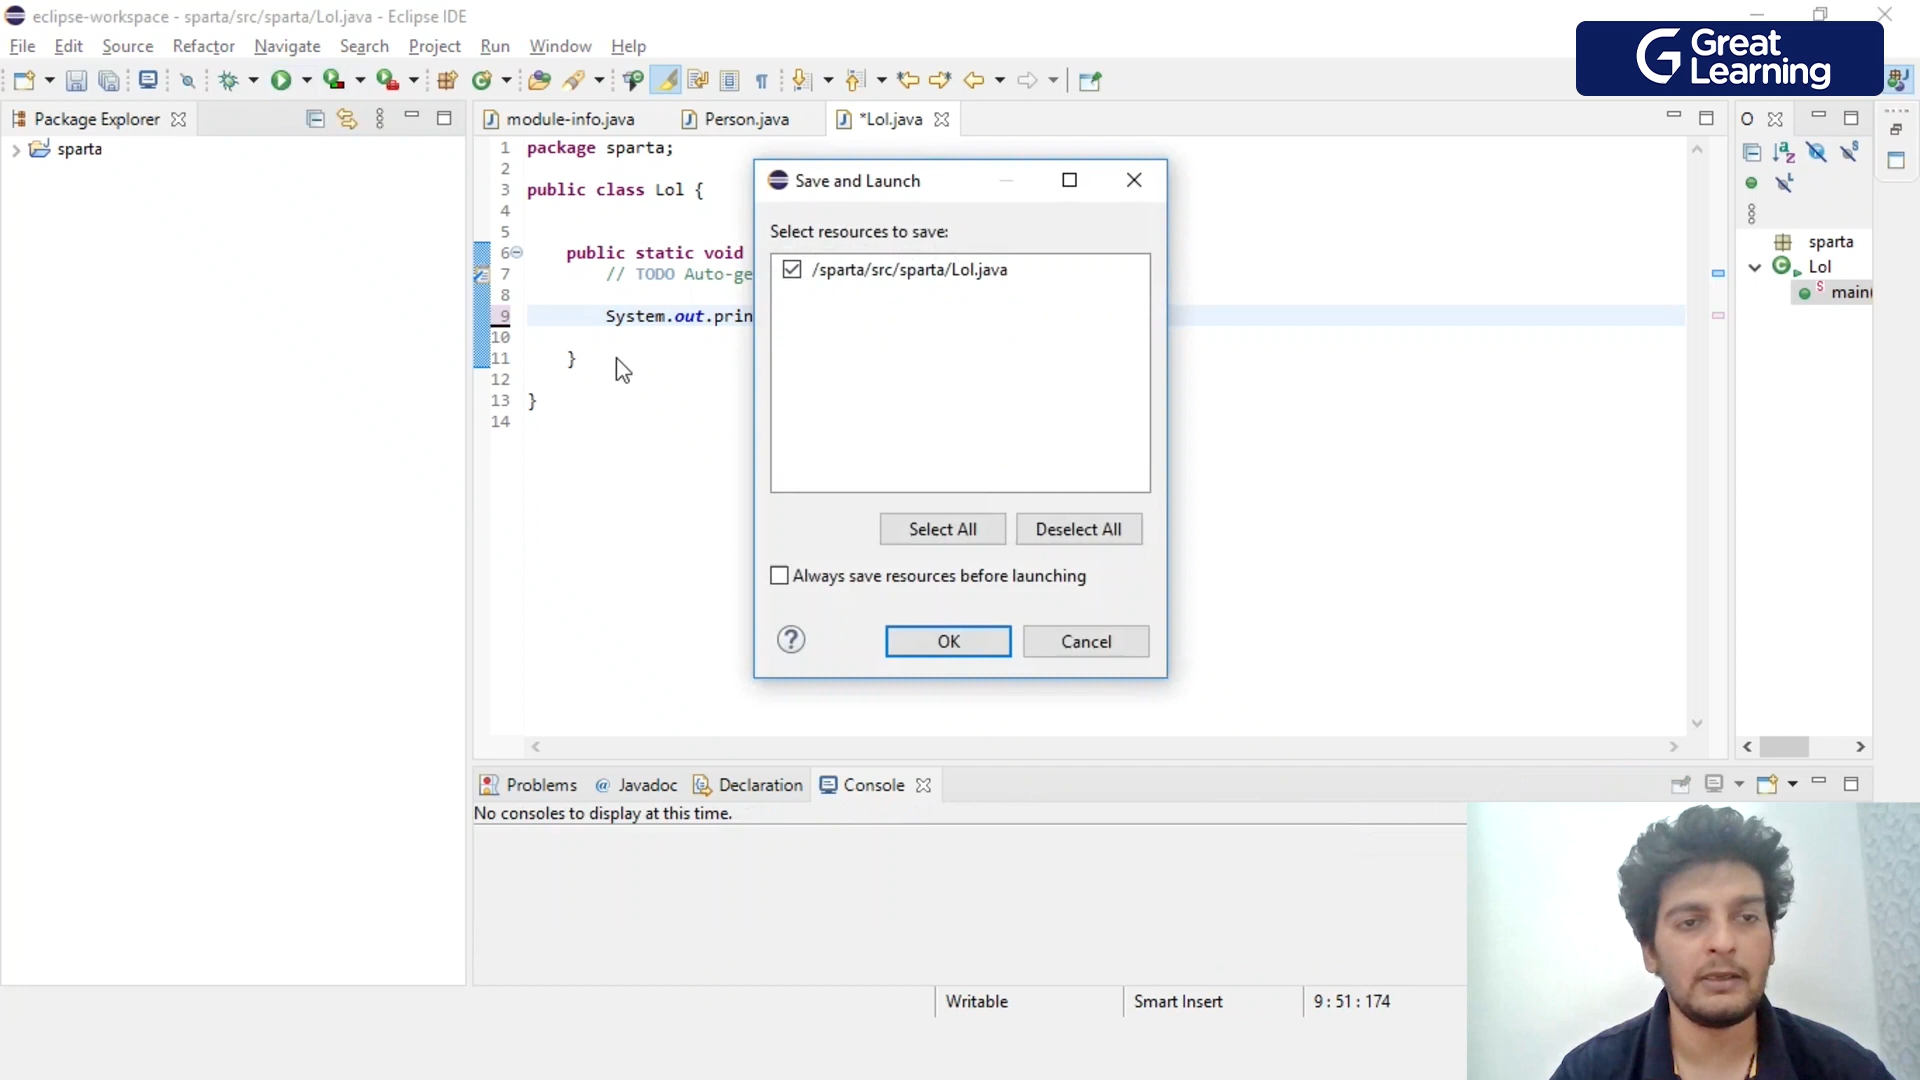 eclipse-workspace - sparta/src/sparta/Lol.java - Eclipse IDE
File Edit Source Refactor Navigate Search Project Run Window Help
Great
Learning
Package Explorer
sparta
module-info.java Person.java *Lol.java
1 package sparta;
2
3 public class Lol {
4
5
6 public static void
7 // TODO Auto-ge
8
9 System.out.prin
10
11 }
12
13 }
14
Save and Launch
Select resources to save:
/sparta/src/sparta/Lol.java
Select All Deselect All
Always save resources before launching
OK Cancel
O
sparta
Lol
main(
Problems @ Javadoc Declaration Console
No consoles to display at this time.
Writable Smart Insert 9 : 51 : 174